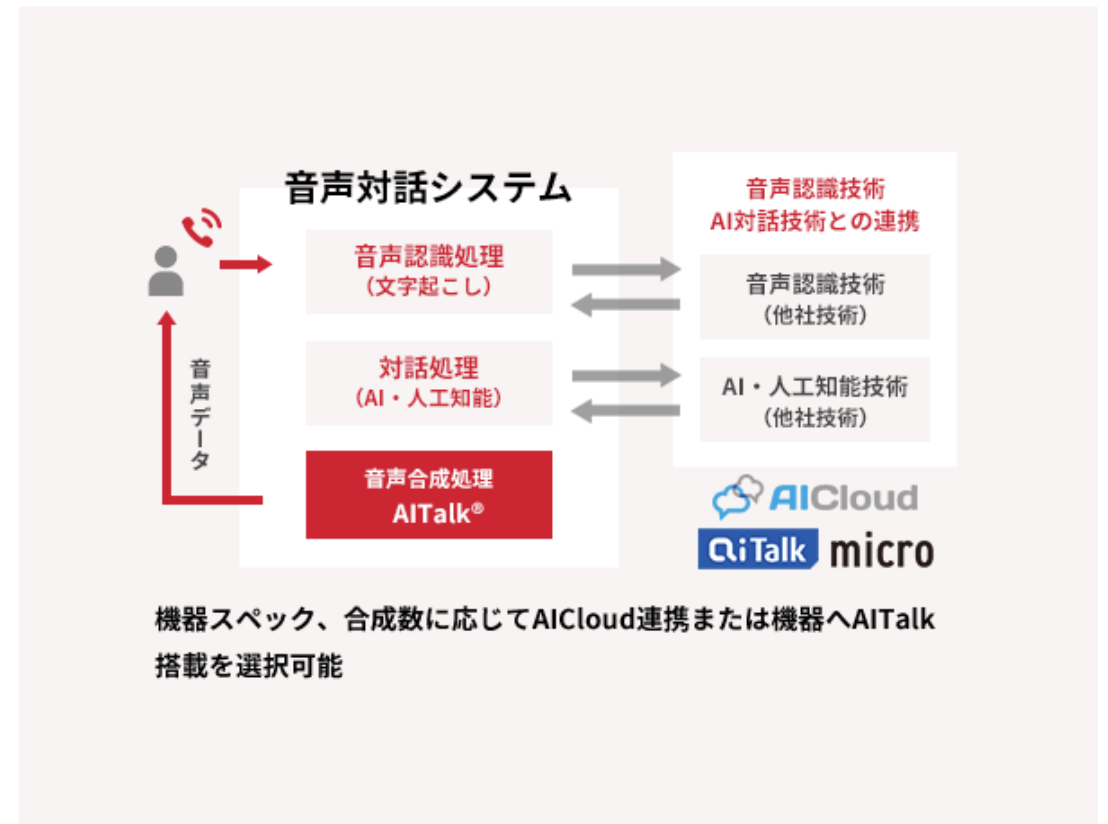 音声対話システム
音声認識処理
（文字起こし）
対話処理
（AI・人工知能）
音声合成処理
AITalk®
音声データ
音声認識技術
AI対話技術との連携
音声認識技術
（他社技術）
AI・人工知能技術
（他社技術）
AICloud
AiTalk micro
機器スペック、合成数に応じてAICloud連携または機器へAITalk
搭載を選択可能